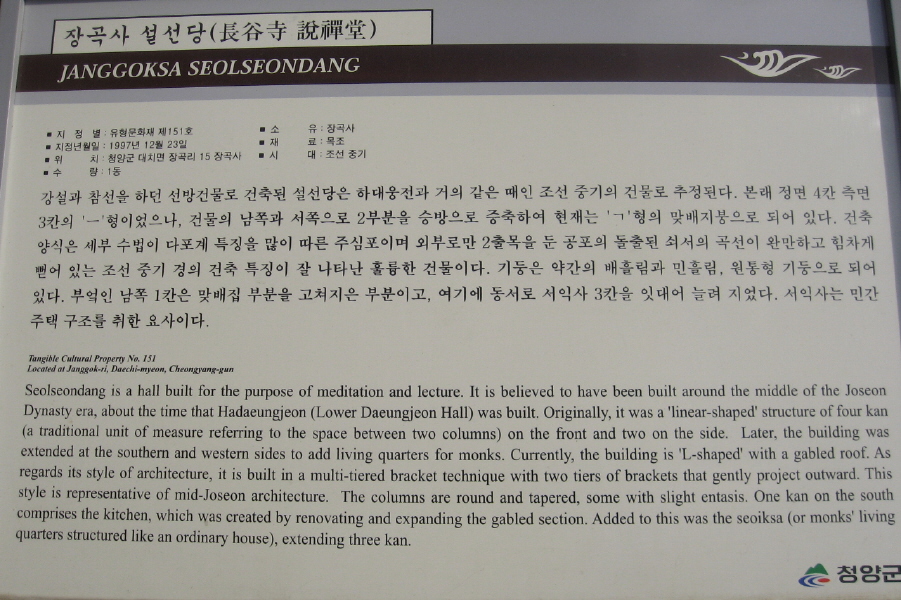 장곡사 설선당(長谷寺 說禪堂)
JANGGOKSA SEOLSEONDANG
■ 지 정 별 : 유형문화재 제151호
■ 지정년월일 : 1997년 12월 23일
■ 위 치 : 청양군 대치면 장곡리 15 장곡사
■ 수 량 : 1동
■ 소 유 : 장곡사
■ 재 료 : 목조
■ 시 대 : 조선 중기
강설과 참선을 하던 선방건물로 건축된 설선당은 하대웅전과 거의 같은 때인 조선 중기의 건물로 추정된다. 본래 정면 4칸 측면
3칸의 'ㅡ'형이었으나, 건물의 남쪽과 서쪽으로 2부분을 승방으로 증축하여 현재는 'ㄱ'형의 맞배지붕으로 되어 있다. 건축
양식은 세부 수법이 다포계 특징을 많이 따른 주심포이며 외부로만 2출목을 둔 공포의 돌출된 쇠서의 곡선이 완만하고 힘차게
뻗어 있는 조선 중기 경의 건축 특징이 잘 나타난 훌륭한 건물이다. 기둥은 약간의 배흘림과 민흘림, 원통형 기둥으로 되어
있다. 부엌인 남쪽 1칸은 맞배집 부분을 고쳐지은 부분이고, 여기에 동서로 서익사 3칸을 잇대어 늘려 지었다. 서익사는 민간
주택 구조를 취한 요사이다.
Tangible Cultural Property No. 151
Located at Janggok-ri, Daechi-myeon, Cheongyang-gun
Seolseondang is a hall built for the purpose of meditation and lecture. It is believed to have been built around the middle of the Joseon
Dynasty era, about the time that Hadaeungjeon (Lower Daeungjeon Hall) was built. Originally, it was a 'linear-shaped' structure of four kan
(a traditional unit of measure referring to the space between two columns) on the front and two on the side. Later, the building was
extended at the southern and western sides to add living quarters for monks. Currently, the building is 'L-shaped' with a gabled roof. As
regards its style of architecture, it is built in a multi-tiered bracket technique with two tiers of brackets that gently project outward. This
style is representative of mid-Joseon architecture. The columns are round and tapered, some with slight entasis. One kan on the south
comprises the kitchen, which was created by renovating and expanding the gabled section. Added to this was the seoiksa (or monks' living
quarters structured like an ordinary house), extending three kan.
청양군